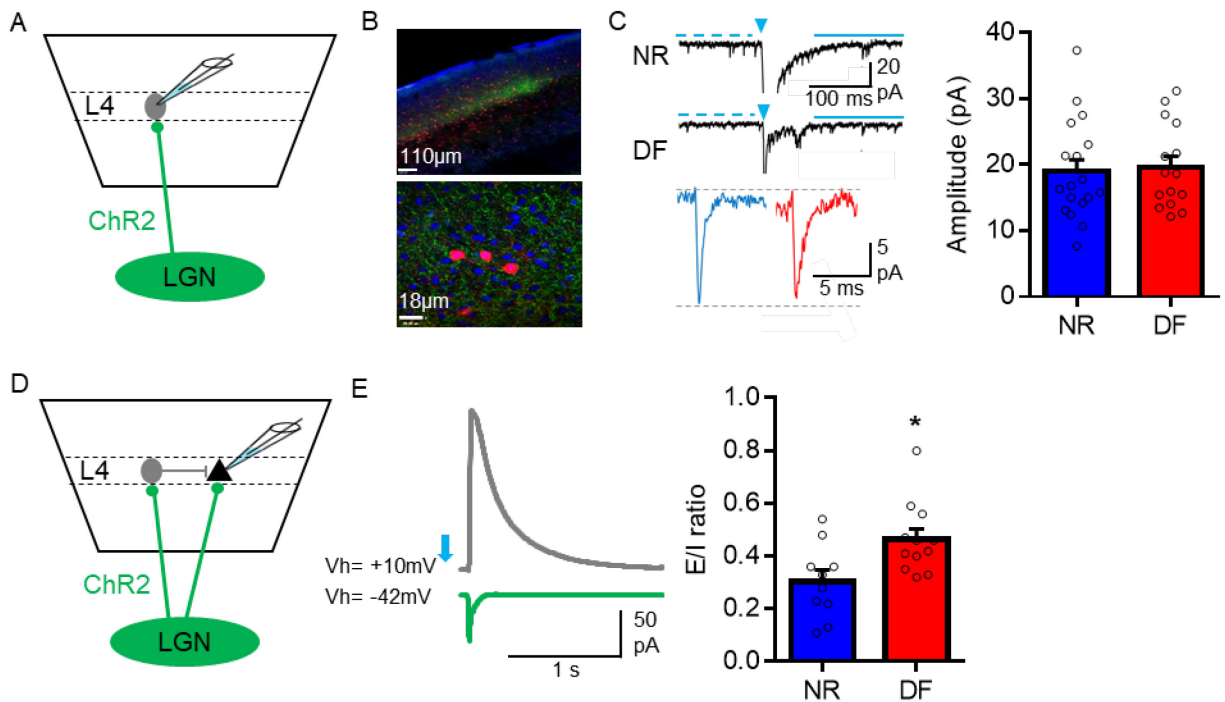 A
L4
ChR2
LGN
B
110µm
18µm
C
NR
20
pA
100 ms
DF
5
pA
5 ms
Amplitude (pA)
40
30
20
10
0
NR
DF
D
L4
ChR2
LGN
E
Vh= +10mV
Vh= -42mV
50
pA
1 s
E/I ratio
1.0
0.8
0.6
0.4
0.2
0.0
*
NR
DF